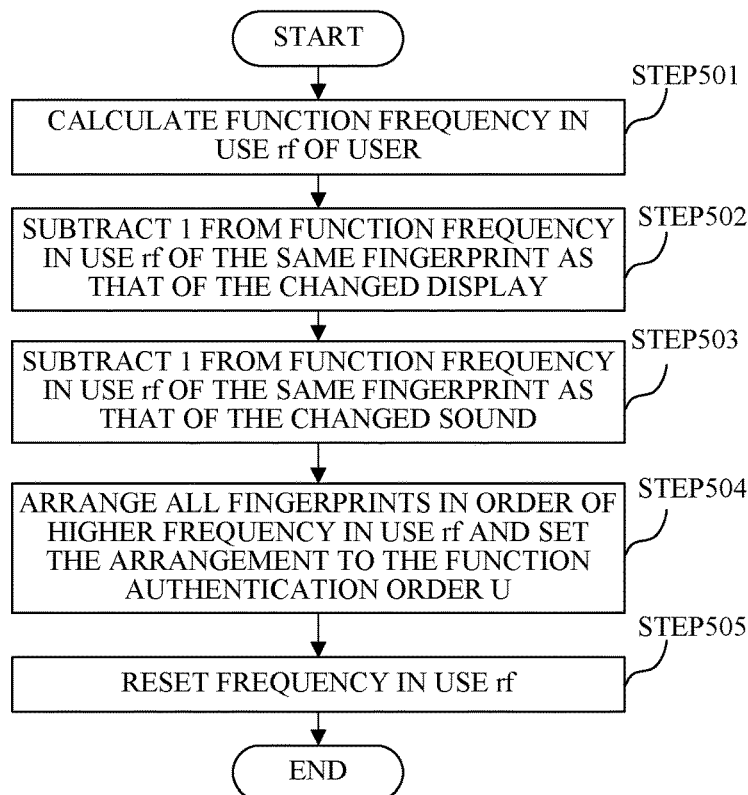 START
STEP501
CALCULATE FUNCTION FREQUENCY IN
USE rf OF USER
STEP502
SUBTRACT 1 FROM FUNCTION FREQUENCY
IN USE rf OF THE SAME FINGERPRINT AS
THAT OF THE CHANGED DISPLAY
STEP503
SUBTRACT 1 FROM FUNCTION FREQUENCY
IN USE rf OF THE SAME FINGERPRINT AS
THAT OF THE CHANGED SOUND
STEP504
ARRANGE ALL FINGERPRINTS IN ORDER OF
HIGHER FREQUENCY IN USE rf AND SET
THE ARRANGEMENT TO THE FUNCTION
AUTHENTICATION ORDER U
STEP505
RESET FREQUENCY IN USE rf
END